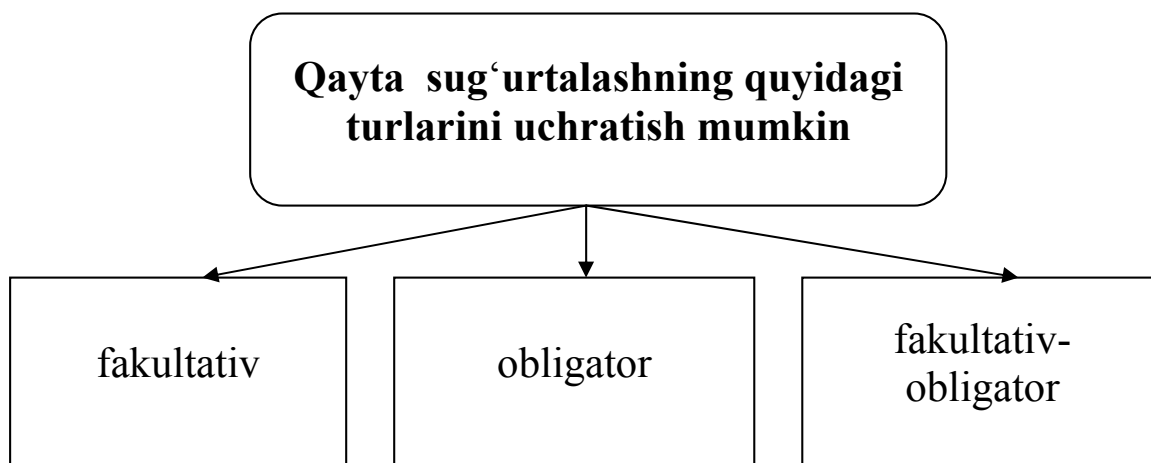 Qayta sug‘urtalashning quyidagi
turlarini uchratish mumkin
fakultativ
obligator
fakultativ-
obligator